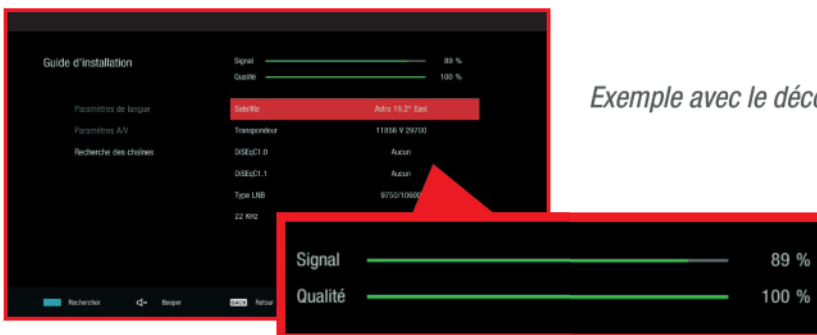 Guide d'installation
Signal 89 %
Qualité 100 %
Paramètres de langue
Paramètres A/V
Recherche des chaînes
Satellite Astra 19.2° East
Transpondeur 11856 V 29700
DiSEqC1.0 Aucun
DiSEqC1.1 Aucun
Type LNB 9750/10600
22 KHz
Rechercher Beeper BACK Retour
Exemple avec le déco
Signal 89 %
Qualité 100 %